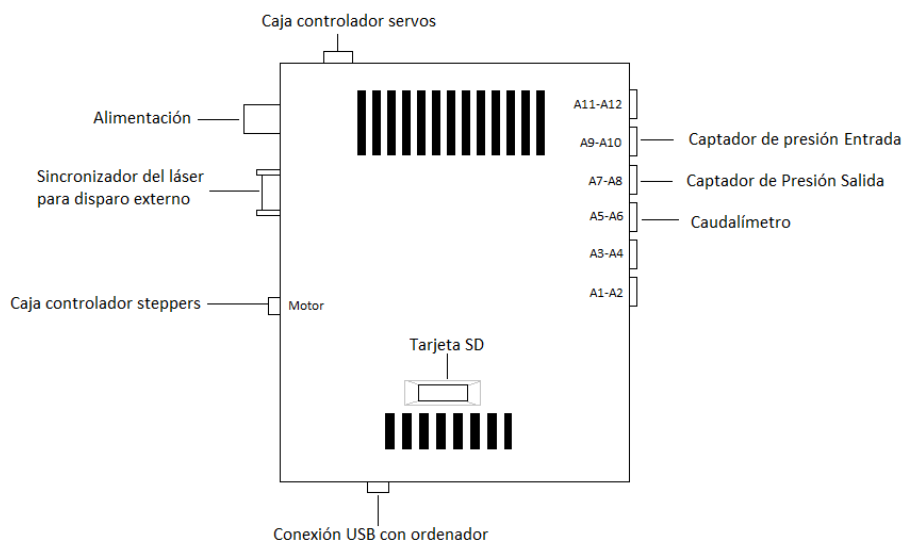 Caja controlador servos
Alimentación
A11-A12
A9-A10
Captador de presión Entrada
Sincronizador del láser
para disparo externo
A7-A8
Captador de Presión Salida
A5-A6
Caudalímetro
A3-A4
A1-A2
Caja controlador steppers
Motor
Tarjeta SD
Conexión USB con ordenador